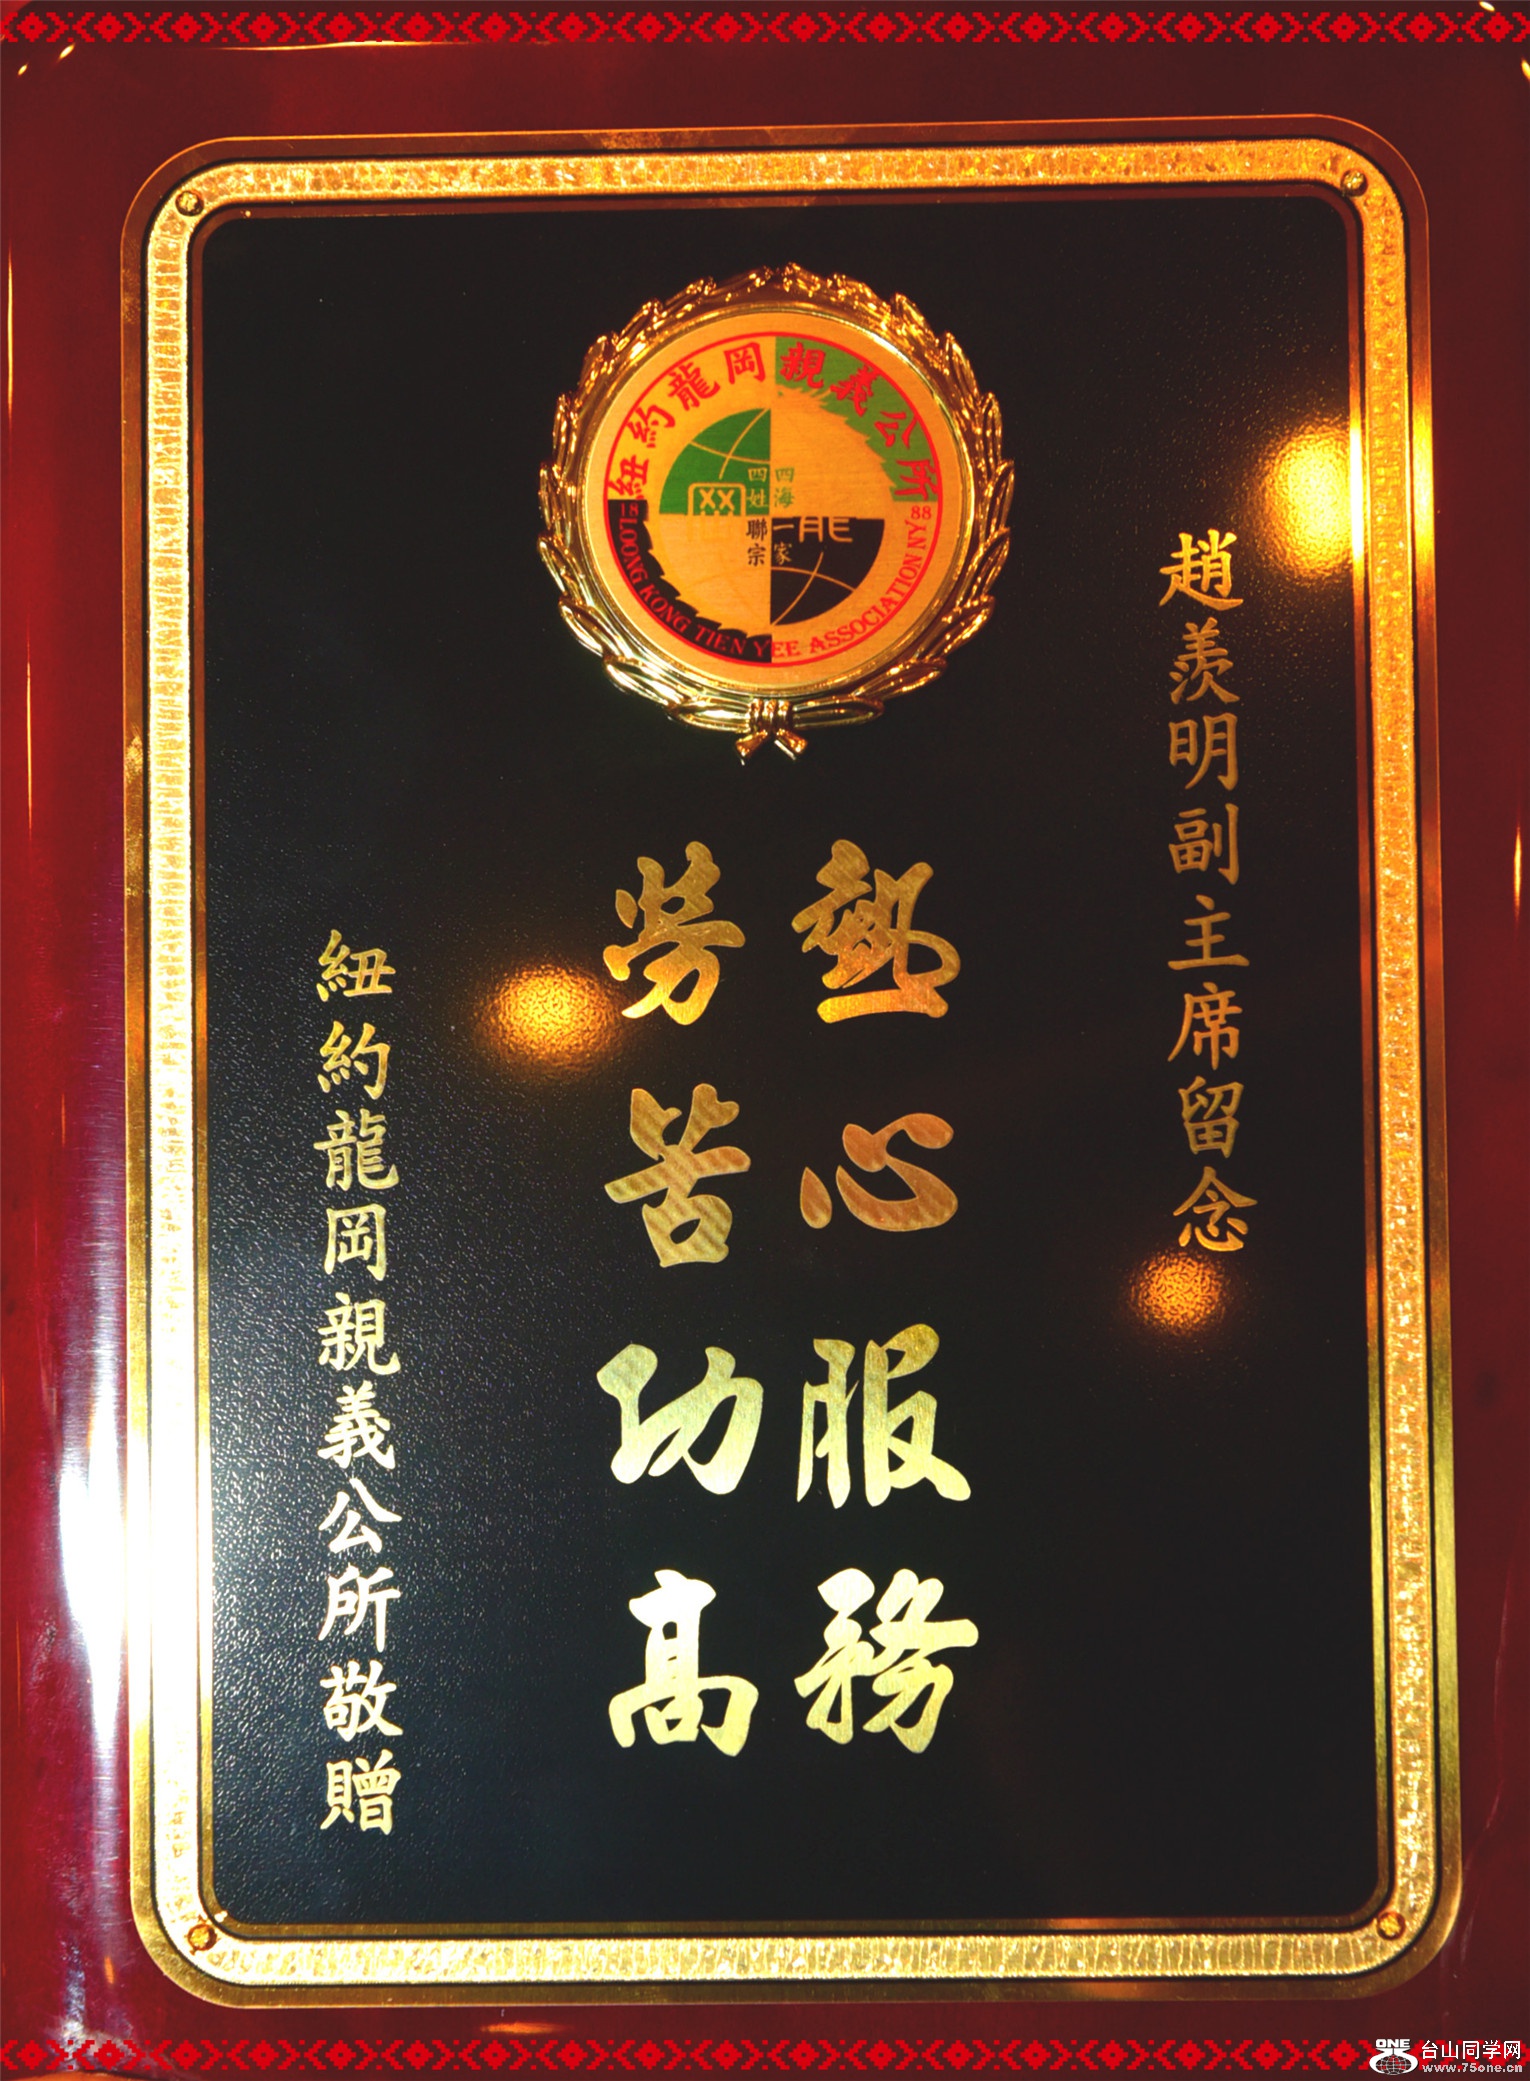 紐約龍岡親義公所
四海一家
四姓聯宗
1888
LOONG KONG TIEN YEE ASSOCIATION NY
趙羨明副主席留念
熱心服務
勞苦功高
紐約龍岡親義公所敬贈
ONE
台山同学网
www.75one.cn